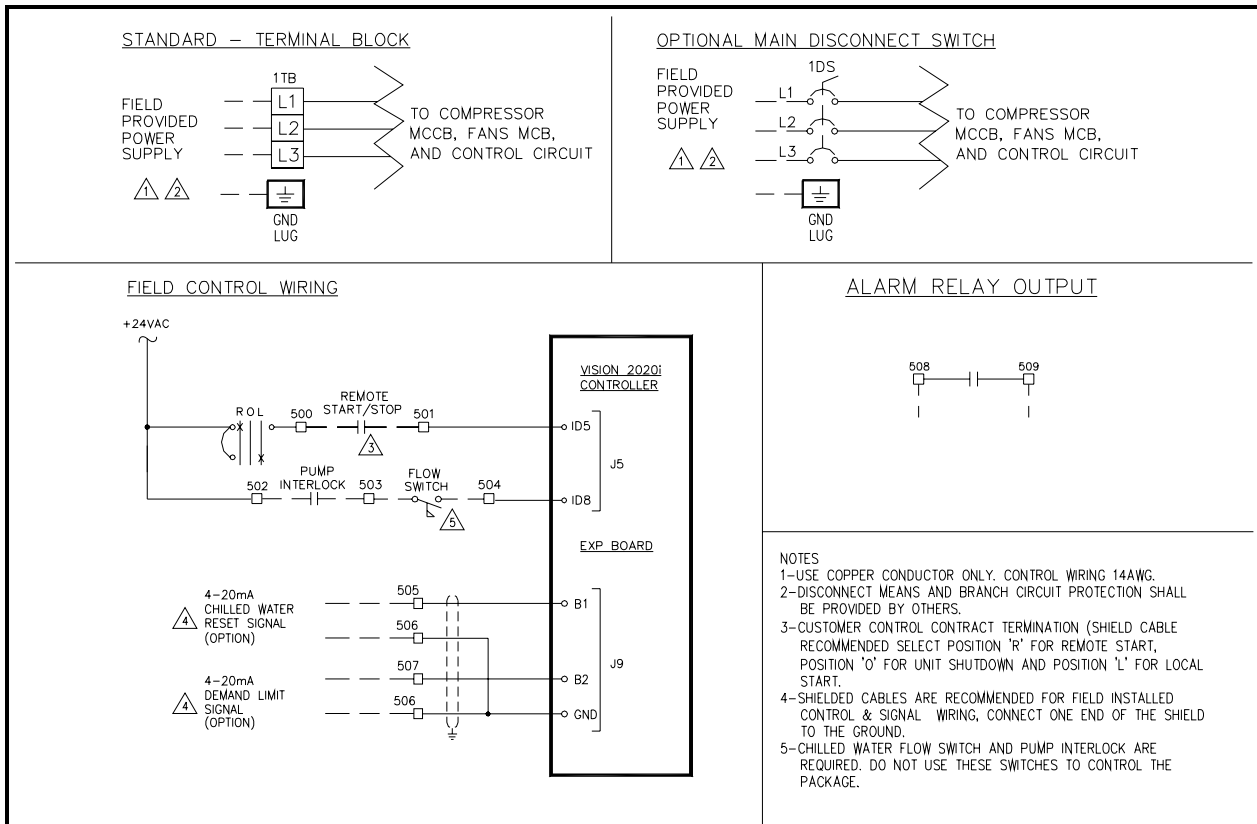 STANDARD – TERMINAL BLOCK
1TB
FIELD
PROVIDED
POWER
SUPPLY
L1
L2
L3
TO COMPRESSOR
MCCB, FANS MCB,
AND CONTROL CIRCUIT
1 2
GND
LUG
OPTIONAL MAIN DISCONNECT SWITCH
1DS
FIELD
PROVIDED
POWER
SUPPLY
L1
L2
L3
TO COMPRESSOR
MCCB, FANS MCB,
AND CONTROL CIRCUIT
1 2
GND
LUG
FIELD CONTROL WIRING
+24VAC
R O L
500
REMOTE
START/STOP
501
3
502
PUMP
INTERLOCK
503
FLOW
SWITCH
504
5
VISION 2020i
CONTROLLER
ID5
J5
ID8
EXP BOARD
4–20mA
CHILLED WATER
RESET SIGNAL
(OPTION)
4
505
506
B1
4–20mA
DEMAND LIMIT
SIGNAL
(OPTION)
4
507
506
B2
J9
GND
ALARM RELAY OUTPUT
508
509
NOTES
1–USE COPPER CONDUCTOR ONLY. CONTROL WIRING 14AWG.
2–DISCONNECT MEANS AND BRANCH CIRCUIT PROTECTION SHALL
BE PROVIDED BY OTHERS.
3–CUSTOMER CONTROL CONTRACT TERMINATION (SHIELD CABLE
RECOMMENDED SELECT POSITION 'R' FOR REMOTE START,
POSITION 'O' FOR UNIT SHUTDOWN AND POSITION 'L' FOR LOCAL
START.
4–SHIELDED CABLES ARE RECOMMENDED FOR FIELD INSTALLED
CONTROL & SIGNAL WIRING, CONNECT ONE END OF THE SHIELD
TO THE GROUND.
5–CHILLED WATER FLOW SWITCH AND PUMP INTERLOCK ARE
REQUIRED. DO NOT USE THESE SWITCHES TO CONTROL THE
PACKAGE.